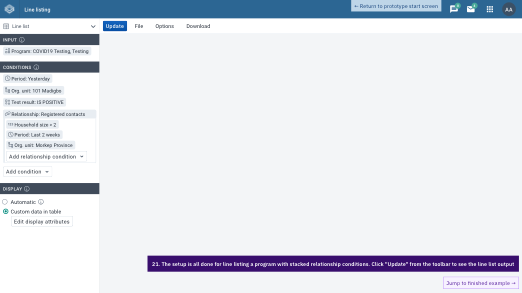 Line listing
← Return to prototype start screen
AA
Line list
Update
File
Options
Download
INPUT
Program: COVID19 Testing, Testing
CONDITIONS
Period: Yesterday
Org. unit: 101 Madigbo
Test result: IS POSITIVE
Relationship: Registered contacts
Household size > 2
Period: Last 2 weeks
Org. unit: Morkep Province
Add relationship condition
Add condition
DISPLAY
Automatic
Custom data in table
Edit display attributes
21. The setup is all done for line listing a program with stacked relationship conditions. Click "Update" from the toolbar to see the line list output
Jump to finished example →